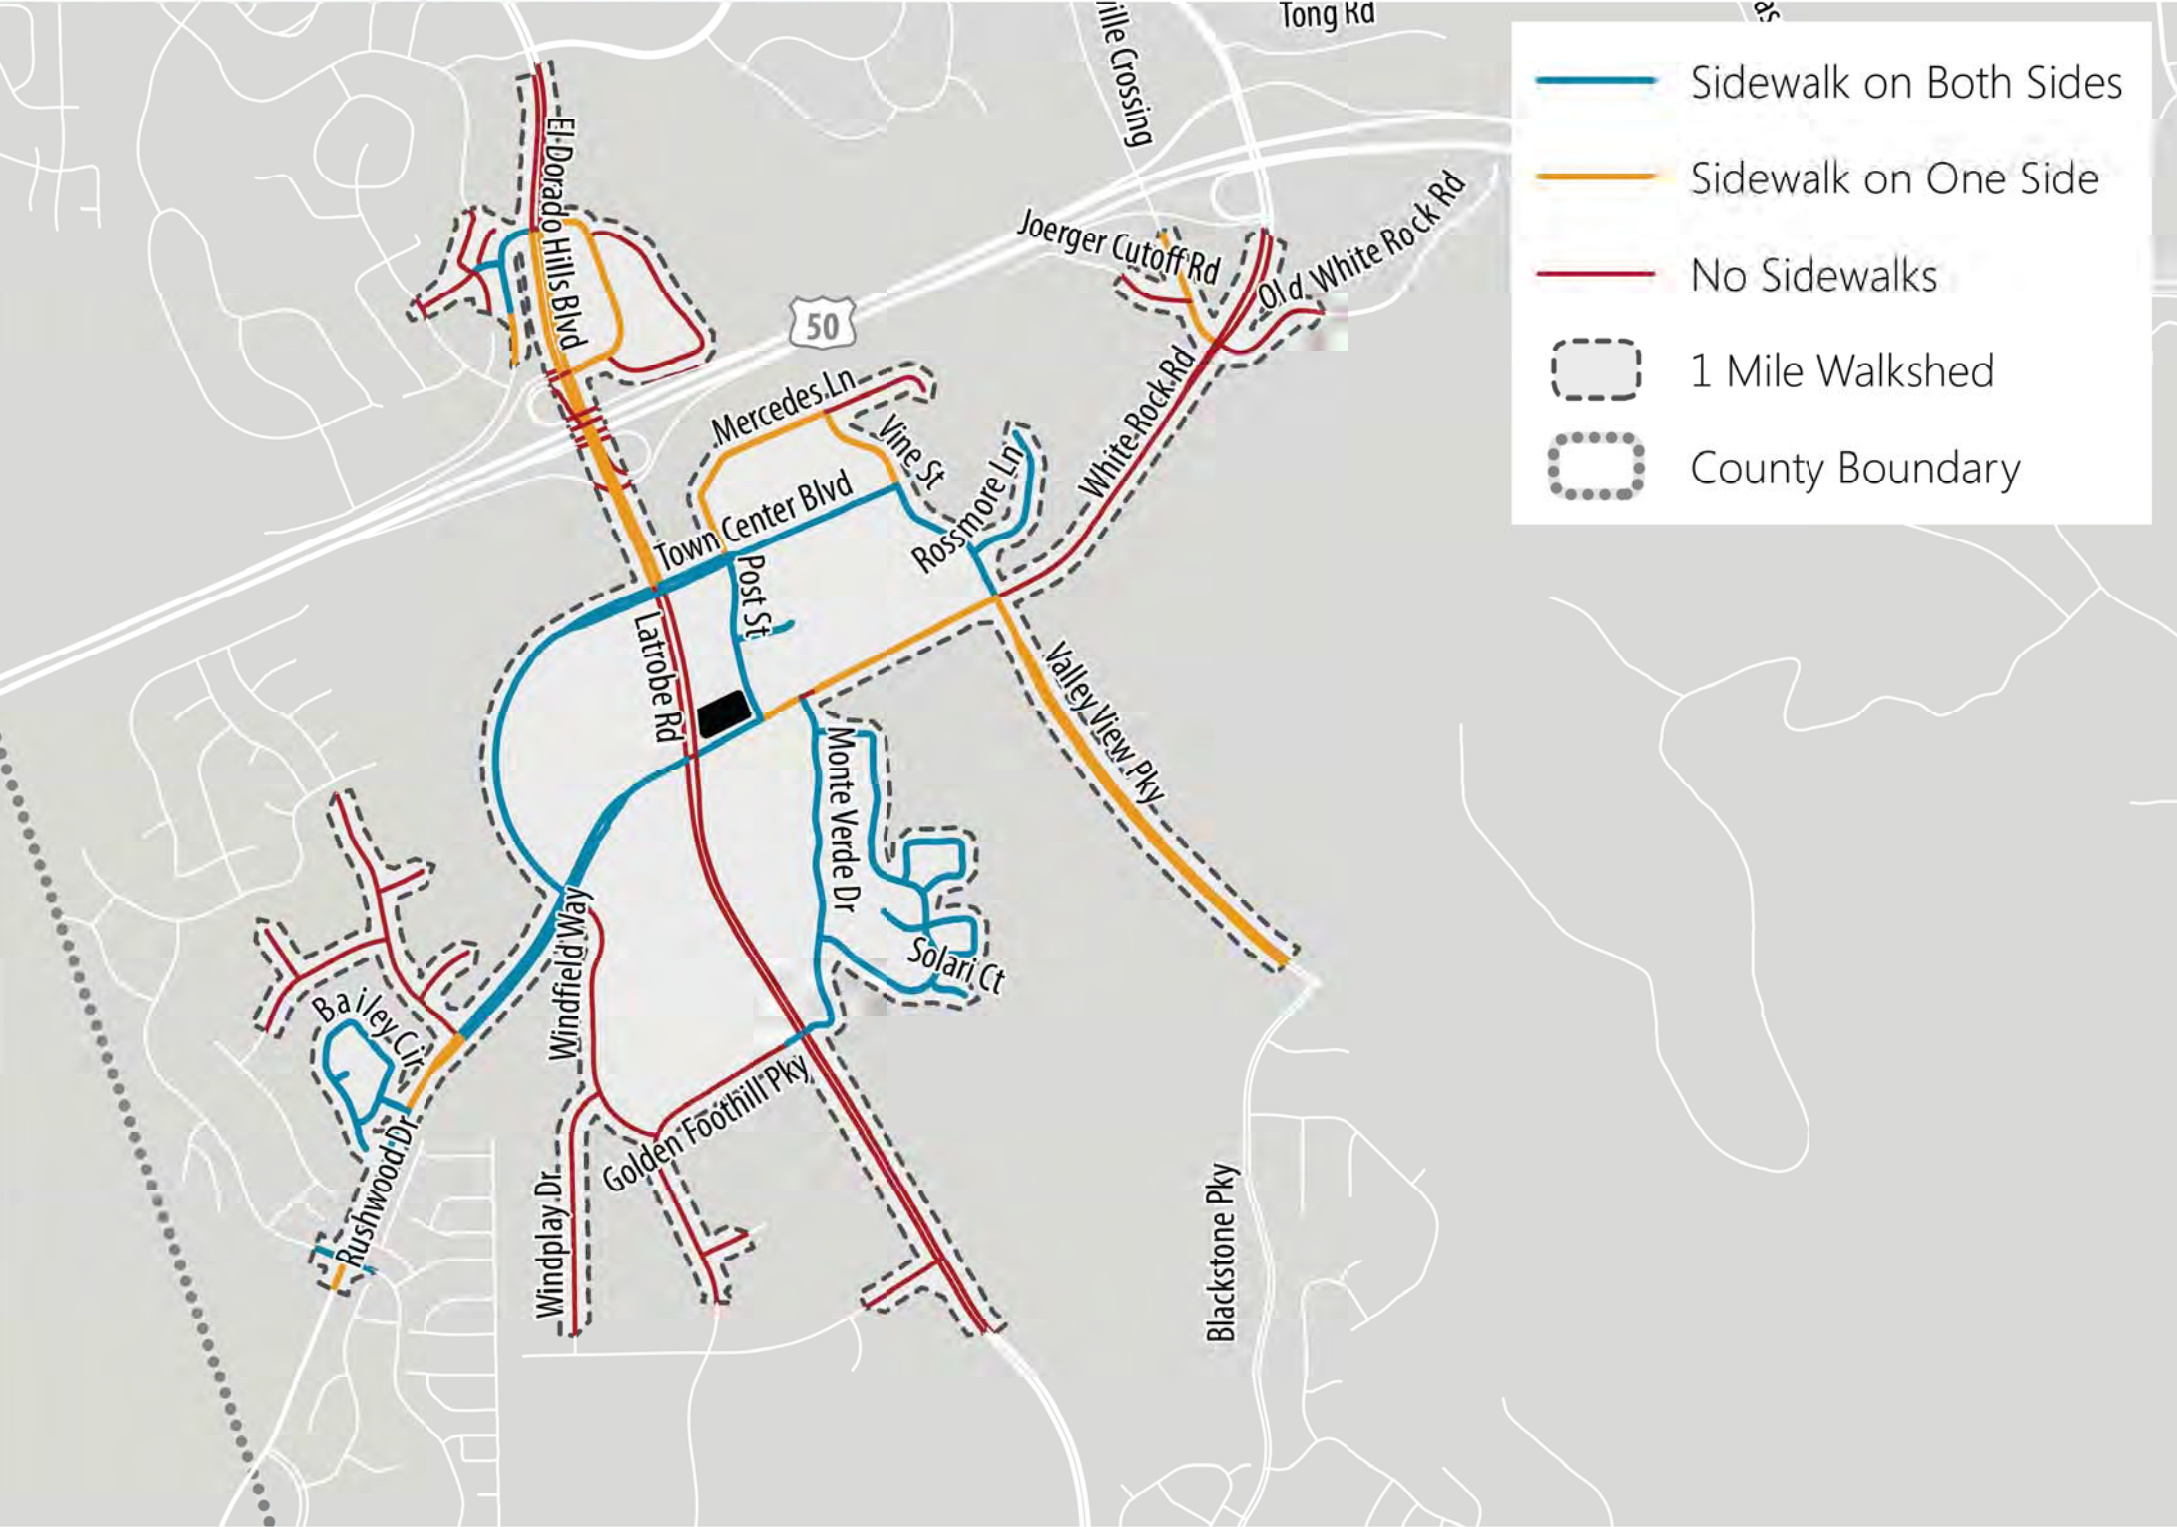 Tong Rd
ille Crossing
as
Sidewalk on Both Sides
Sidewalk on One Side
No Sidewalks
1 Mile Walkshed
County Boundary
El Dorado Hills Blvd
Joerger Cutoff Rd
Old White Rock Rd
50
White Rock Rd
Mercedes Ln
Vine St
Rossmore Ln
Town Center Blvd
Post St
Latrobe Rd
Valley View Pky
Monte Verde Dr
Solari Ct
Windfield Way
Bailey Cir
Golden Foothill Pky
Rushwood Dr
Windplay Dr
Blackstone Pky